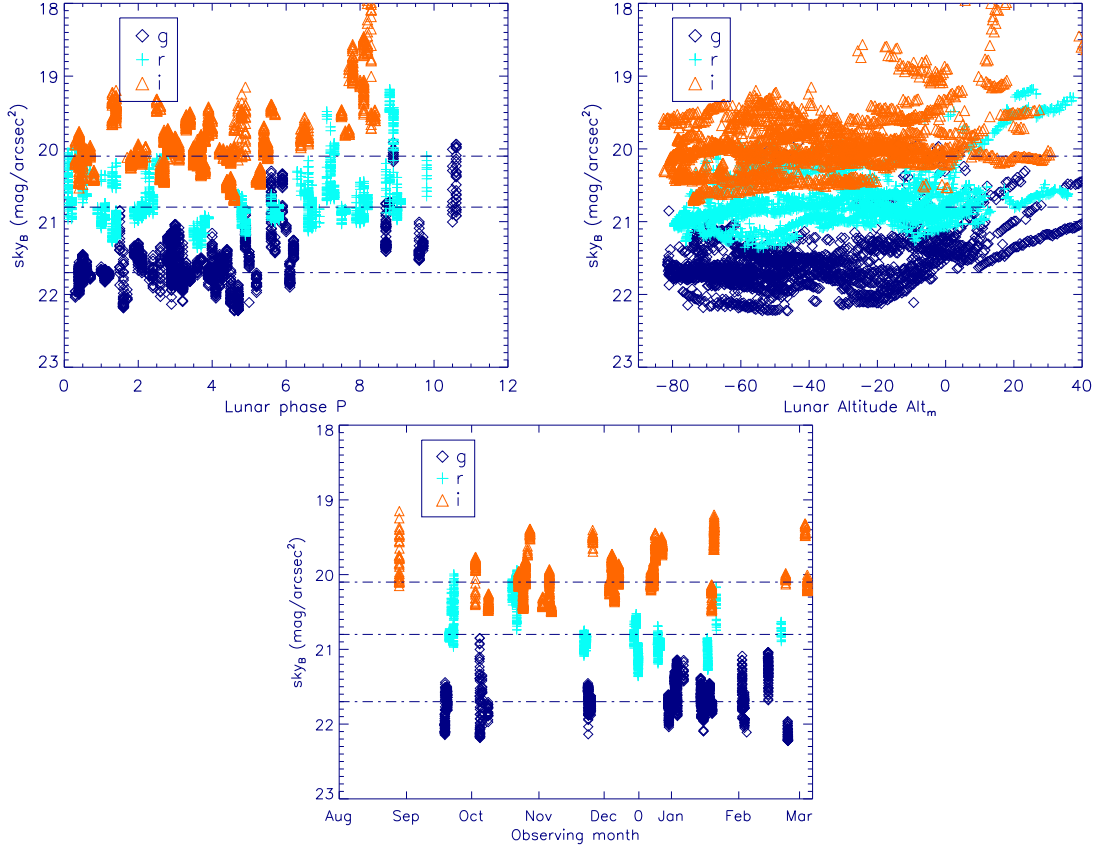 18
19
20
21
22
23
sky_B (mag/arcsec²)
g
r
i
0 2 4 6 8 10 12
Lunar phase P
18
19
20
21
22
23
sky_B (mag/arcsec²)
g
r
i
−80 −60 −40 −20 0 20 40
Lunar Altitude Alt_m
18
19
20
21
22
23
sky_B (mag/arcsec²)
g
r
i
Aug Sep Oct Nov Dec 0 Jan Feb Mar
Observing month